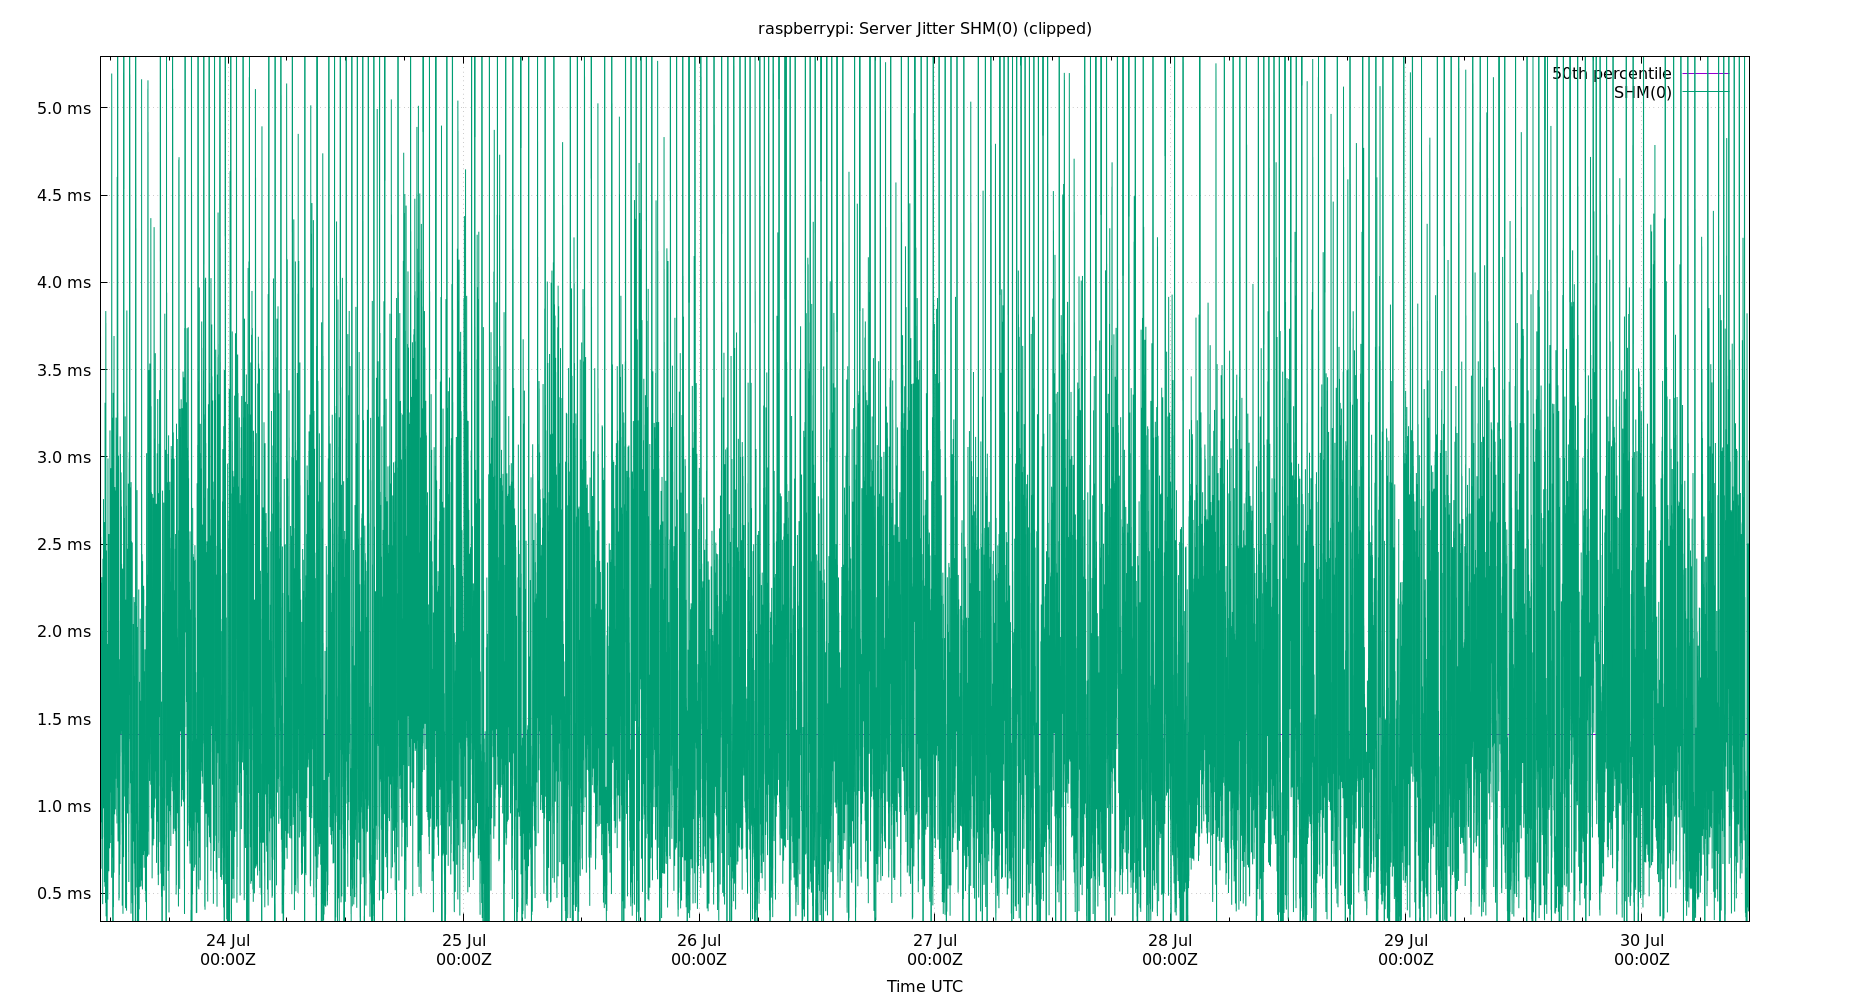 raspberrypi: Server Jitter SHM(0) (clipped)
50th percentile
SHM(0)
5.0 ms
4.5 ms
4.0 ms
3.5 ms
3.0 ms
2.5 ms
2.0 ms
1.5 ms
1.0 ms
0.5 ms
24 Jul 25 Jul 26 Jul 27 Jul 28 Jul 29 Jul 30 Jul
00:00Z 00:00Z 00:00Z 00:00Z 00:00Z 00:00Z 00:00Z
Time UTC